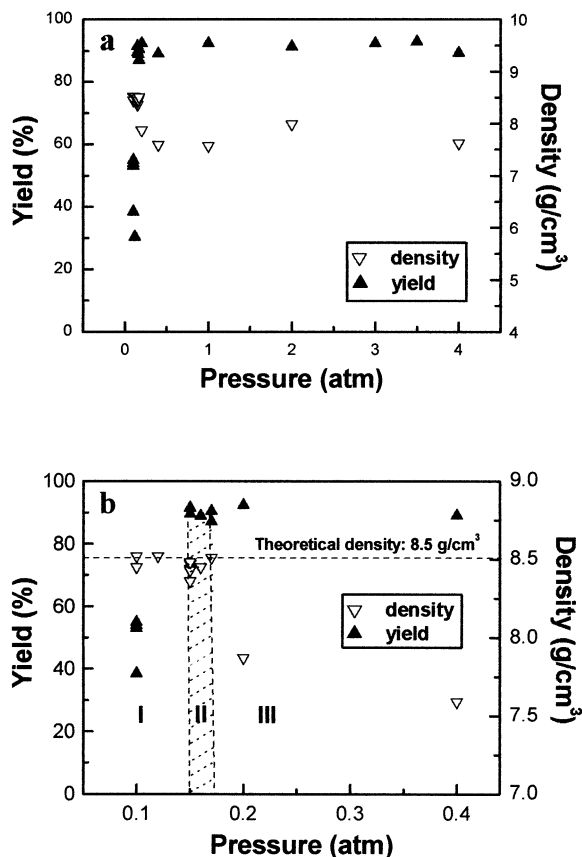 a
100
80
60
40
20
0
10
9
8
7
6
5
4
Yield (%)
Density (g/cm³)
density
yield
0 1 2 3 4
Pressure (atm)
b
100
80
60
40
20
0
9.0
8.5
8.0
7.5
7.0
Yield (%)
Density (g/cm³)
Theoretical density: 8.5 g/cm³
density
yield
I II III
0.1 0.2 0.3 0.4
Pressure (atm)